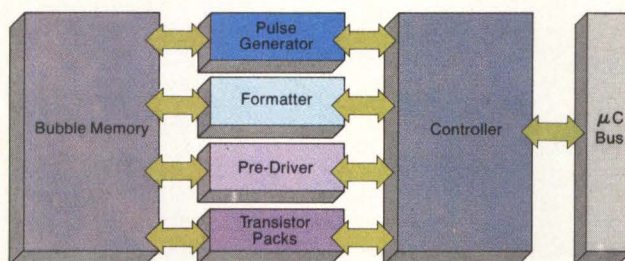 Bubble Memory
Pulse
Generator
Formatter
Pre-Driver
Transistor
Packs
Controller
μC
Bus